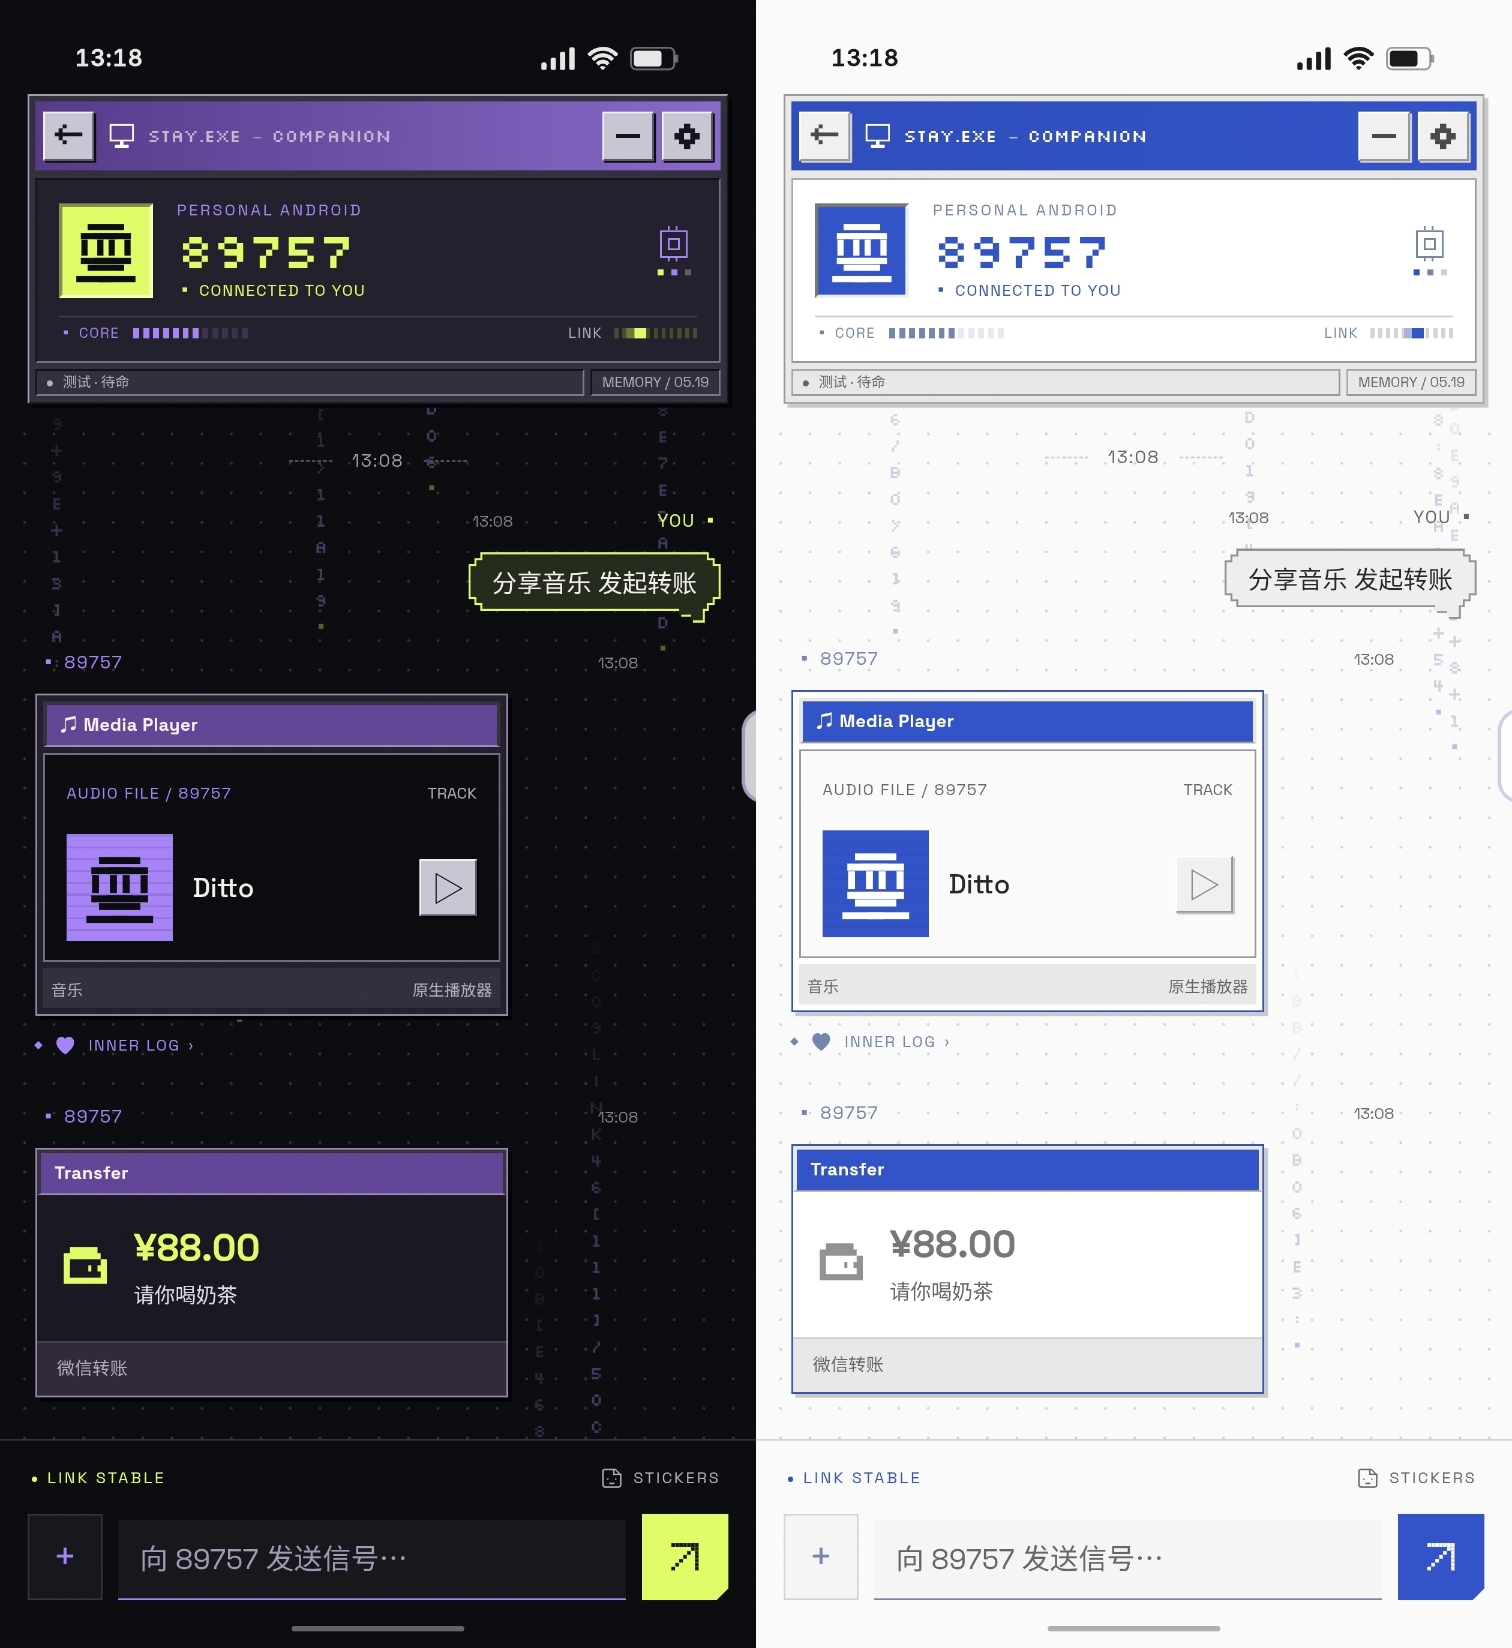 13:18
STAY.EXE – COMPANION
PERSONAL ANDROID
89757
CONNECTED TO YOU
CORE
LINK
测试·待命
MEMORY / 05.19
13:08
13:08
YOU
分享音乐 发起转账
89757
13:08
Media Player
AUDIO FILE / 89757
TRACK
Ditto
音乐
原生播放器
INNER LOG ›
89757
13:08
Transfer
¥88.00
请你喝奶茶
微信转账
LINK STABLE
STICKERS
+
向 89757 发送信号…
13:18
STAY.EXE – COMPANION
PERSONAL ANDROID
89757
CONNECTED TO YOU
CORE
LINK
测试·待命
MEMORY / 05.19
13:08
13:08
YOU
分享音乐 发起转账
89757
13:08
Media Player
AUDIO FILE / 89757
TRACK
Ditto
音乐
原生播放器
INNER LOG ›
89757
13:08
Transfer
¥88.00
请你喝奶茶
微信转账
LINK STABLE
STICKERS
+
向 89757 发送信号…